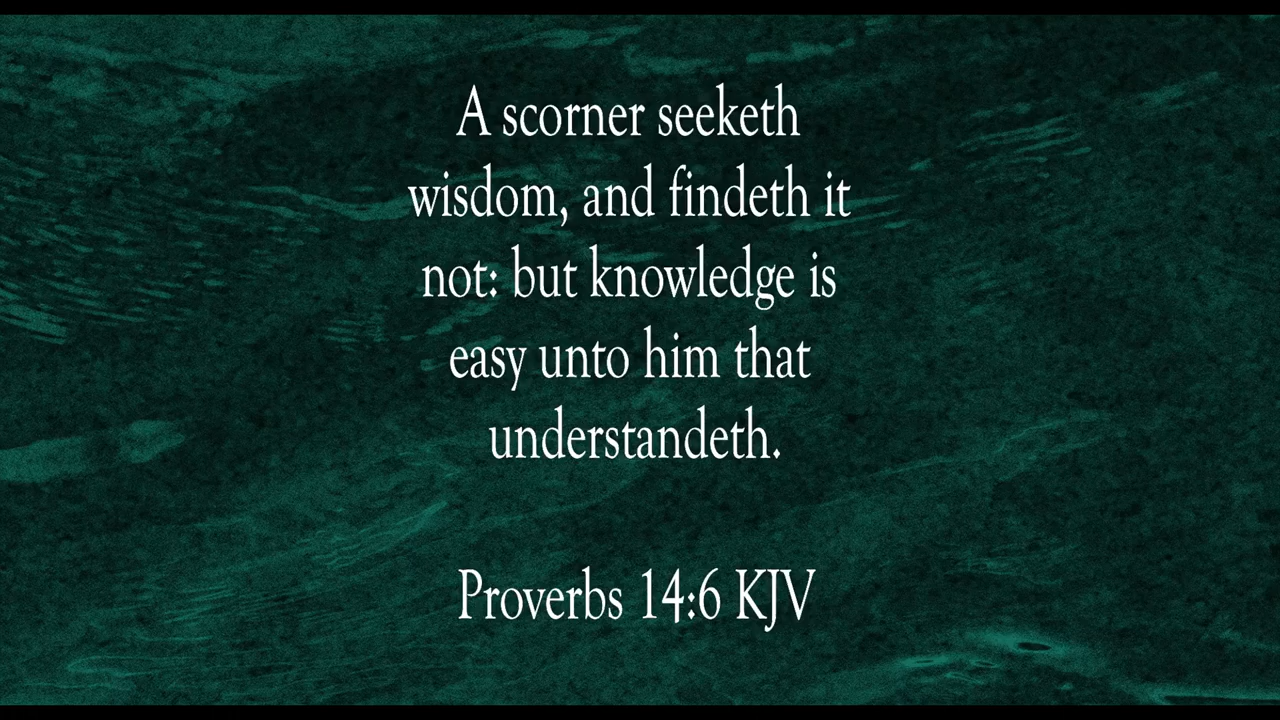 A scorner seeketh
wisdom, and findeth it
not: but knowledge is
easy unto him that
understandeth.
Proverbs 14:6 KJV